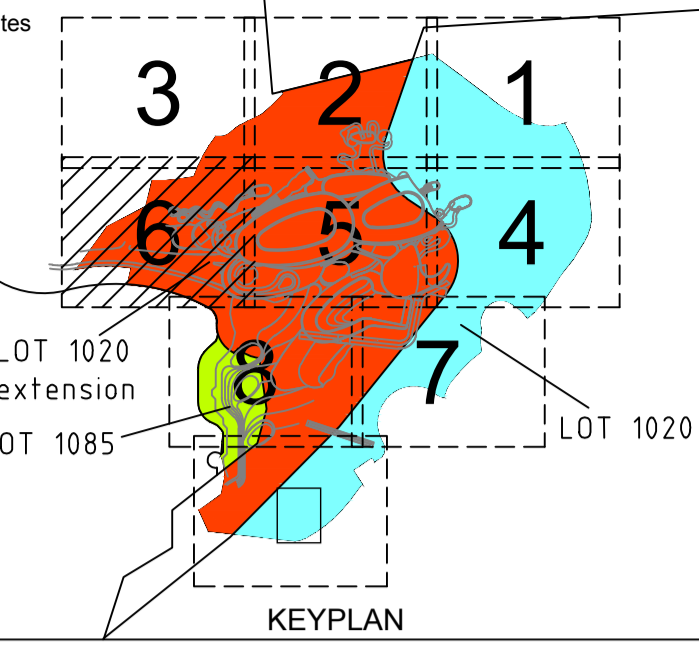 tes
3 2 1
6 5 4
LOT 1020
extension
8 7
OT 1085
LOT 1020
KEYPLAN